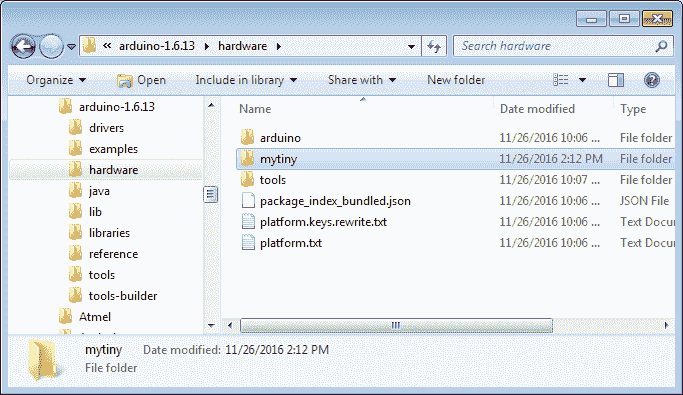 « arduino-1.6.13 hardware
Search hardware
Organize Open Include in library Share with New folder
Name Date modified Type
arduino-1.6.13
drivers
examples
hardware
java
lib
libraries
reference
tools
tools-builder
Atmel
arduino 11/26/2016 10:06 ... File folder
mytiny 11/26/2016 2:12 PM File folder
tools 11/26/2016 10:07 ... File folder
package_index_bundled.json 11/26/2016 10:06 ... JSON File
platform.keys.rewrite.txt 11/26/2016 10:06 ... Text Docu
platform.txt 11/26/2016 10:06 ... Text Docu
mytiny Date modified: 11/26/2016 2:12 PM
File folder